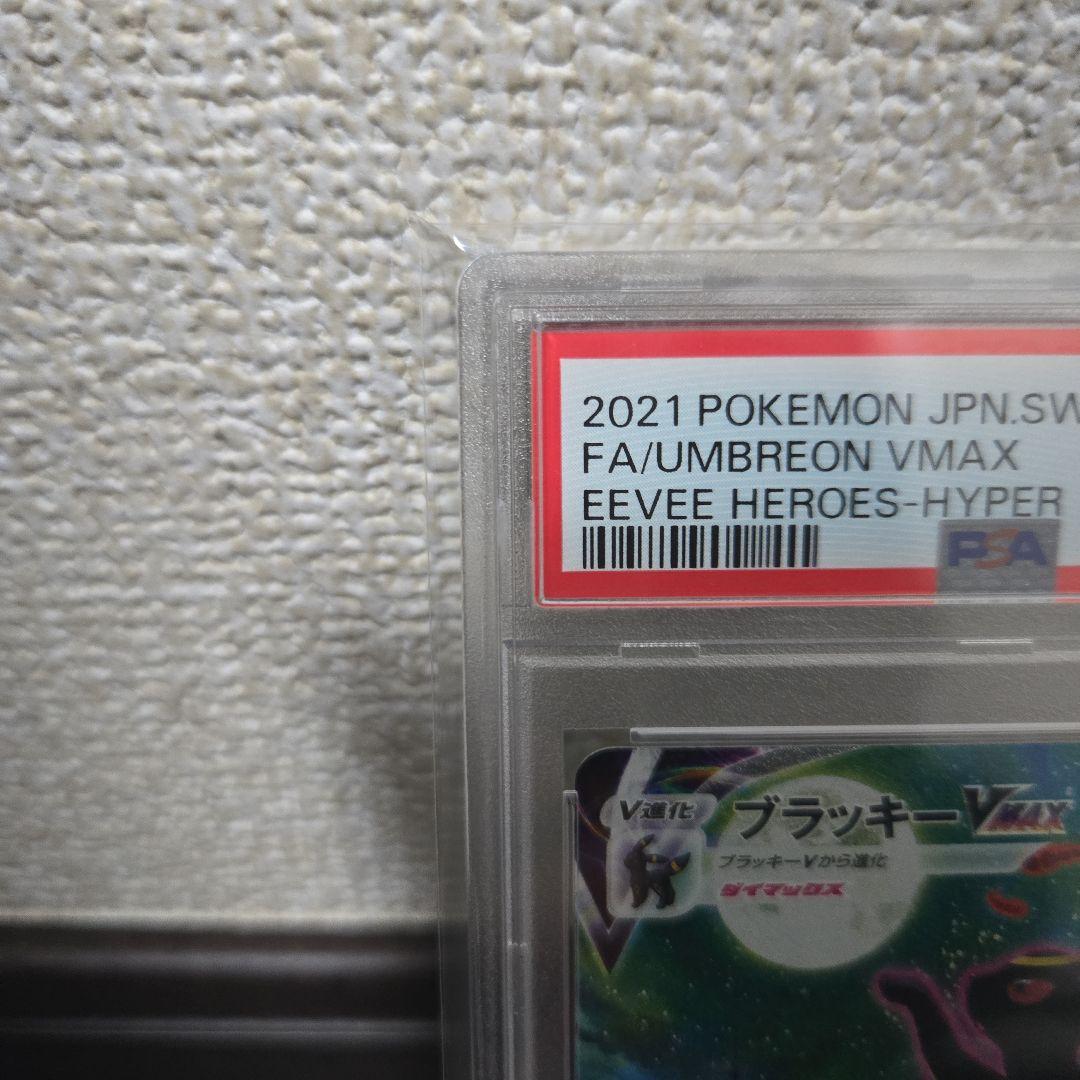 2021 POKEMON JPN.SW
FA/UMBREON VMAX
EEVEE HEROES-HYPER
PSA
V進化
ブラッキーVMAX
ブラッキーVから進化
ダイマックス